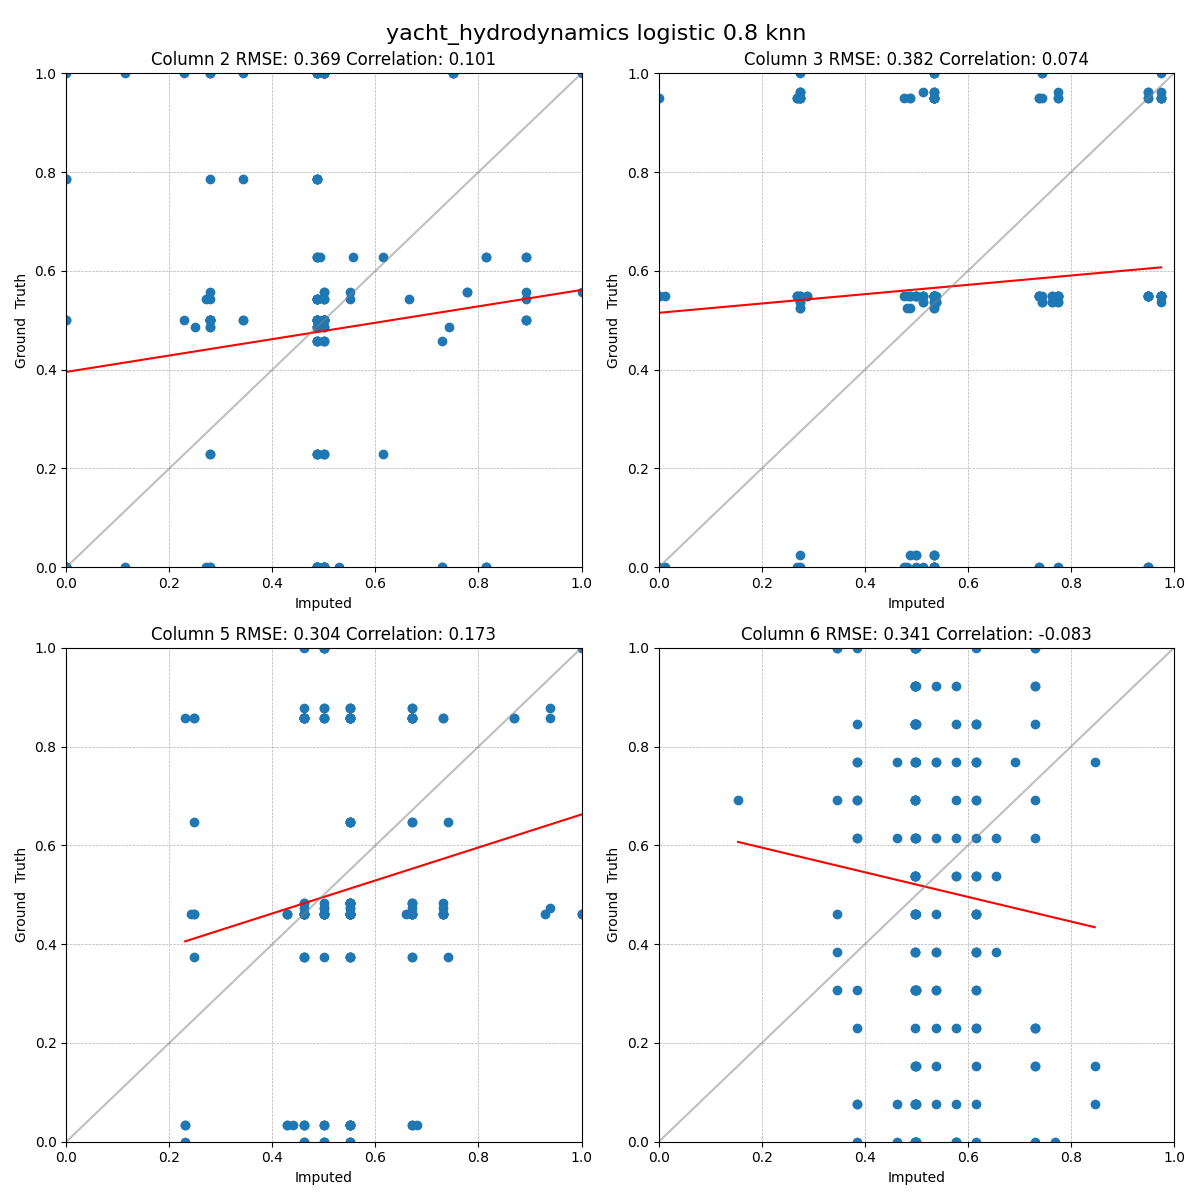 yacht_hydrodynamics logistic 0.8 knn
Column 2 RMSE: 0.369 Correlation: 0.101
1.0
0.8
0.6
0.4
0.2
0.0
Ground Truth
0.0 0.2 0.4 0.6 0.8 1.0
Imputed
Column 3 RMSE: 0.382 Correlation: 0.074
1.0
0.8
0.6
0.4
0.2
0.0
Ground Truth
0.0 0.2 0.4 0.6 0.8 1.0
Imputed
Column 5 RMSE: 0.304 Correlation: 0.173
1.0
0.8
0.6
0.4
0.2
0.0
Ground Truth
0.0 0.2 0.4 0.6 0.8 1.0
Imputed
Column 6 RMSE: 0.341 Correlation: -0.083
1.0
0.8
0.6
0.4
0.2
0.0
Ground Truth
0.0 0.2 0.4 0.6 0.8 1.0
Imputed